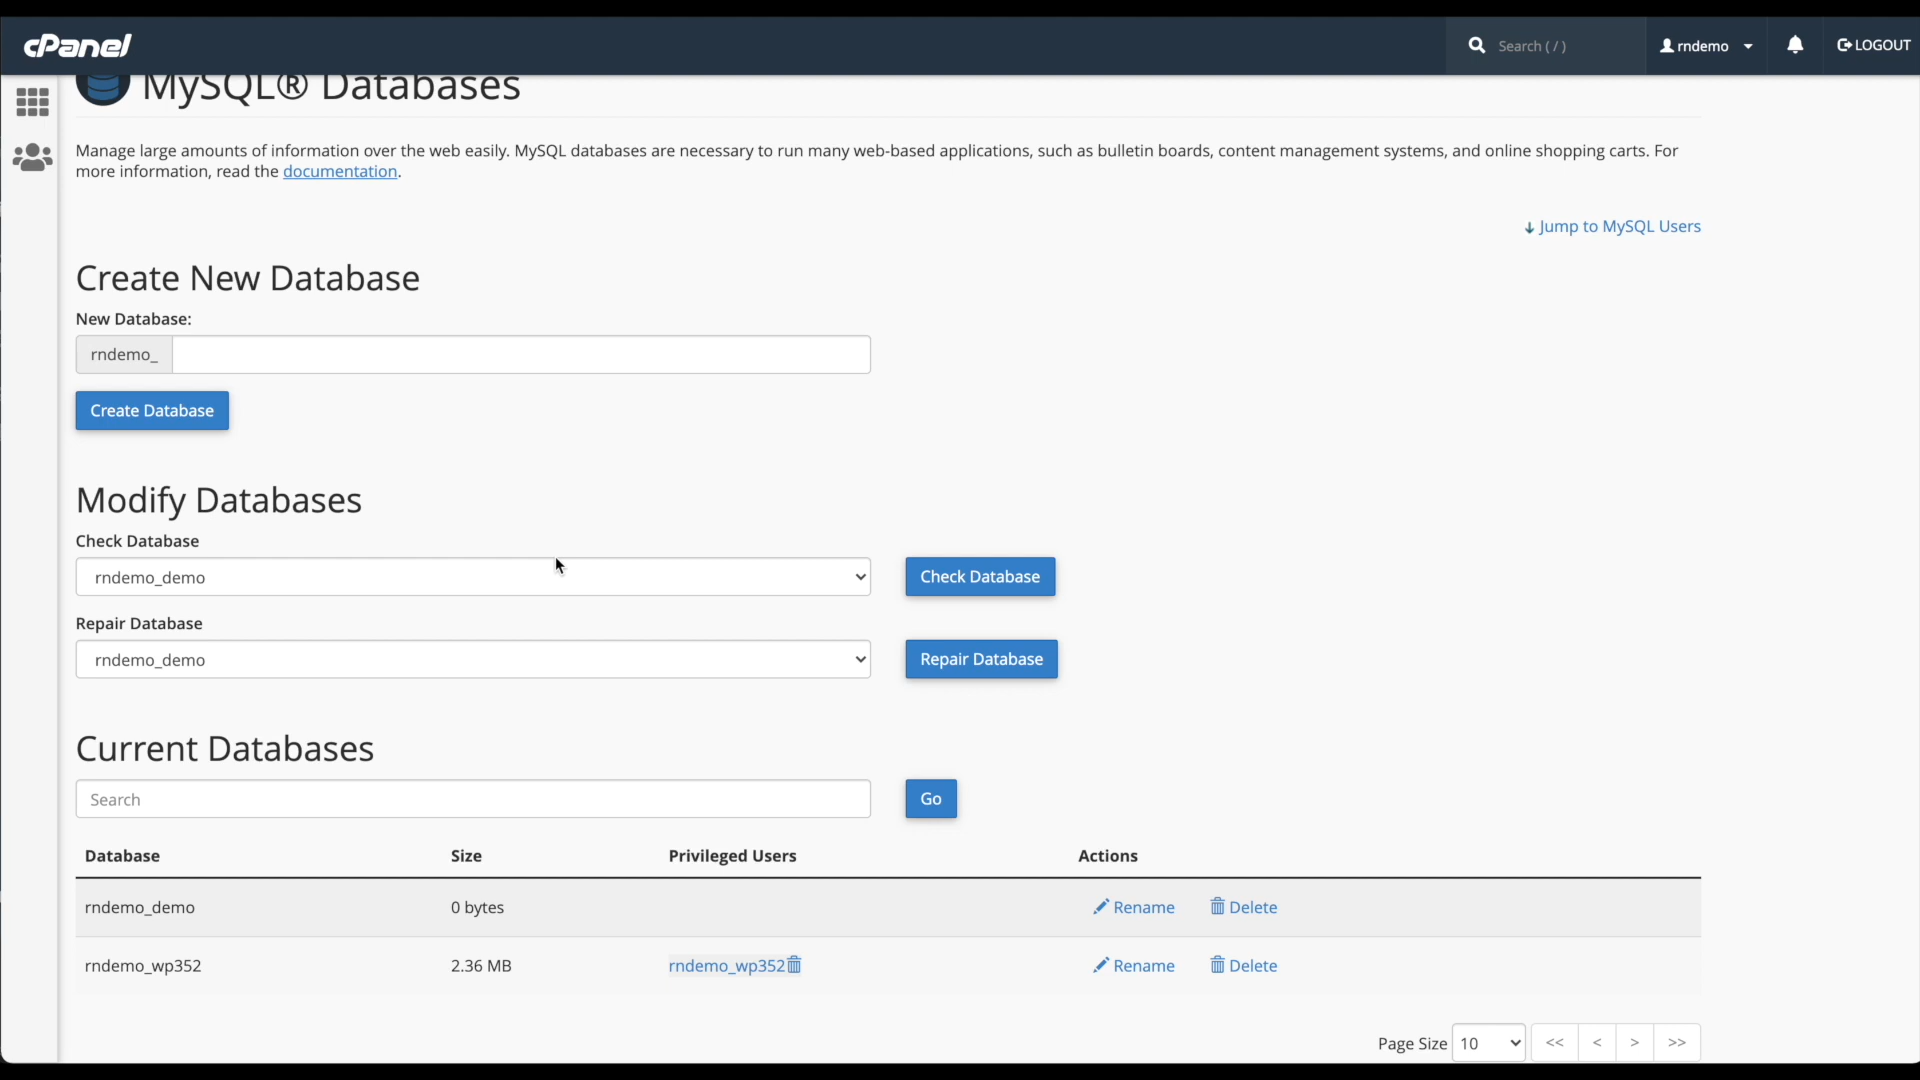 cPanel
Search ( / )
rndemo
LOGOUT
MySQL® Databases
Manage large amounts of information over the web easily. MySQL databases are necessary to run many web-based applications, such as bulletin boards, content management systems, and online shopping carts. For
more information, read the documentation.
Jump to MySQL Users
Create New Database
New Database:
rndemo_
Create Database
Modify Databases
Check Database
rndemo_demo
Check Database
Repair Database
rndemo_demo
Repair Database
Current Databases
Search
Go
Database Size Privileged Users Actions
rndemo_demo 0 bytes Rename Delete
rndemo_wp352 2.36 MB rndemo_wp352 Rename Delete
Page Size 10 << < > >>